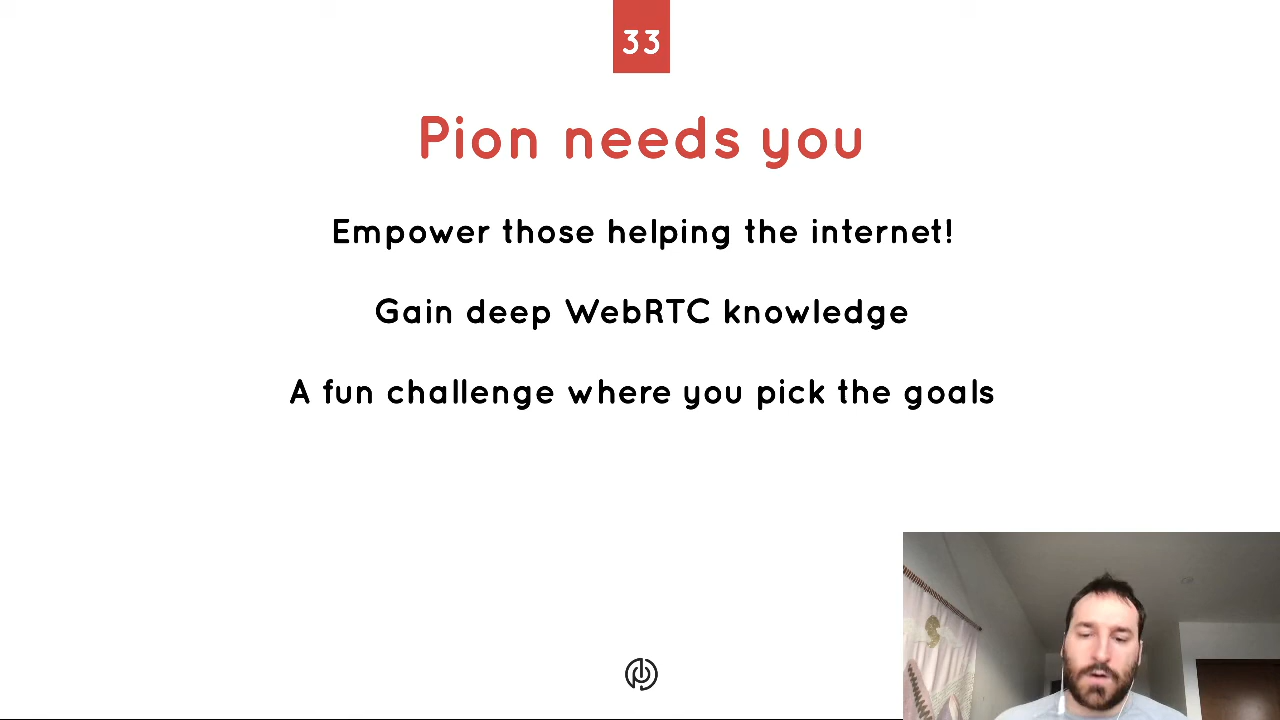 33
Pion needs you
Empower those helping the internet!
Gain deep WebRTC knowledge
A fun challenge where you pick the goals